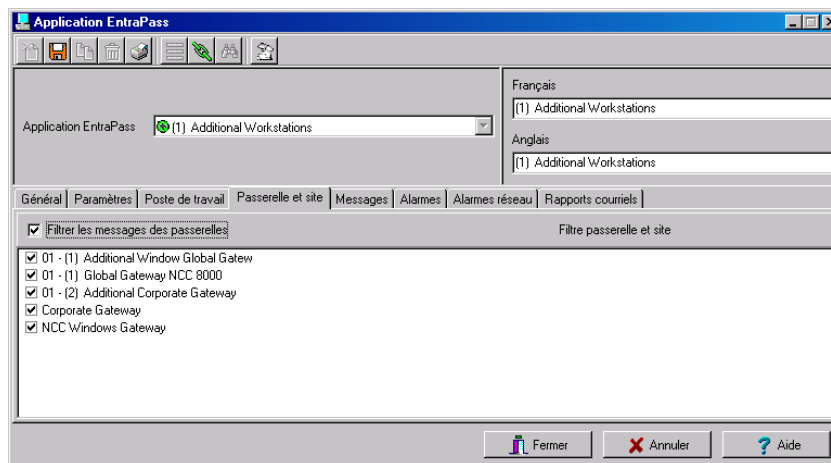 Application EntraPass
Français
(1) Additional Workstations
Application EntraPass (1) Additional Workstations
Anglais
(1) Additional Workstations
Général Paramètres Poste de travail Passerelle et site Messages Alarmes Alarmes réseau Rapports courriels
Filtrer les messages des passerelles Filtre passerelle et site
01 - (1) Additional Window Global Gatew
01 - (1) Global Gateway NCC 8000
01 - (2) Additional Corporate Gateway
Corporate Gateway
NCC Windows Gateway
Fermer Annuler Aide